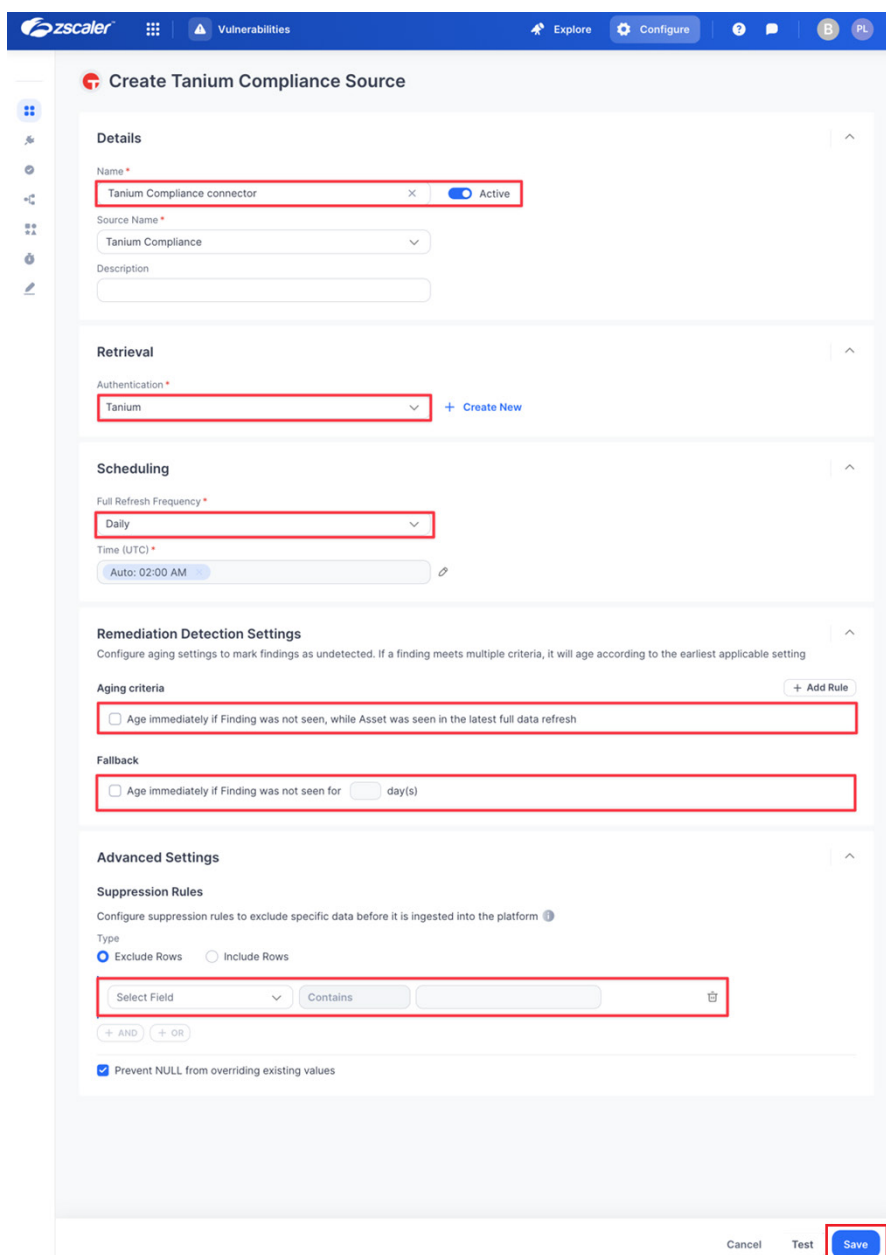 zscaler Vulnerabilities Explore Configure ? B PL
Create Tanium Compliance Source
Details
Name *
Tanium Compliance connector Active
Source Name *
Tanium Compliance
Description
Retrieval
Authentication *
Tanium + Create New
Scheduling
Full Refresh Frequency *
Daily
Time (UTC) *
Auto: 02:00 AM
Remediation Detection Settings
Configure aging settings to mark findings as undetected. If a finding meets multiple criteria, it will age according to the earliest applicable setting
Aging criteria + Add Rule
Age immediately if Finding was not seen, while Asset was seen in the latest full data refresh
Fallback
Age immediately if Finding was not seen for day(s)
Advanced Settings
Suppression Rules
Configure suppression rules to exclude specific data before it is ingested into the platform
Type
Exclude Rows Include Rows
Select Field Contains
+ AND + OR
Prevent NULL from overriding existing values
Cancel Test Save